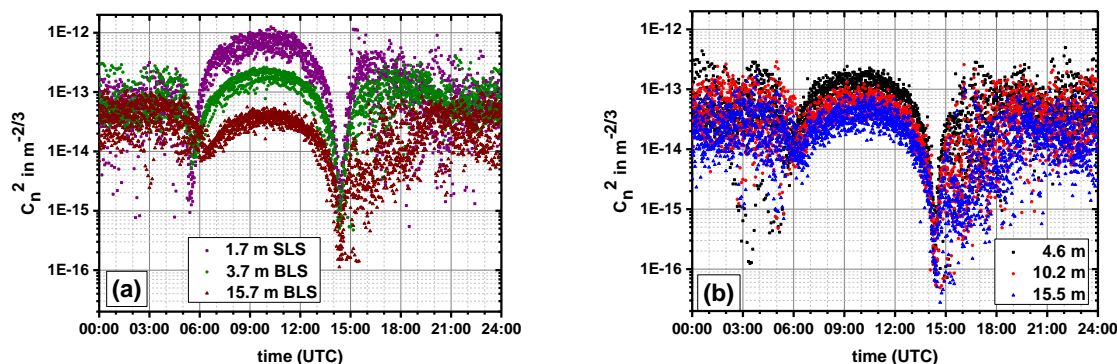 1E-12
1E-13
1E-14
1E-15
1E-16
Cn^2 in m^-2/3
1.7 m SLS
3.7 m BLS
15.7 m BLS
(a)
00:00 03:00 06:00 09:00 12:00 15:00 18:00 21:00 24:00
time (UTC)
1E-12
1E-13
1E-14
1E-15
1E-16
Cn^2 in m^-2/3
4.6 m
10.2 m
15.5 m
(b)
00:00 03:00 06:00 09:00 12:00 15:00 18:00 21:00 24:00
time (UTC)